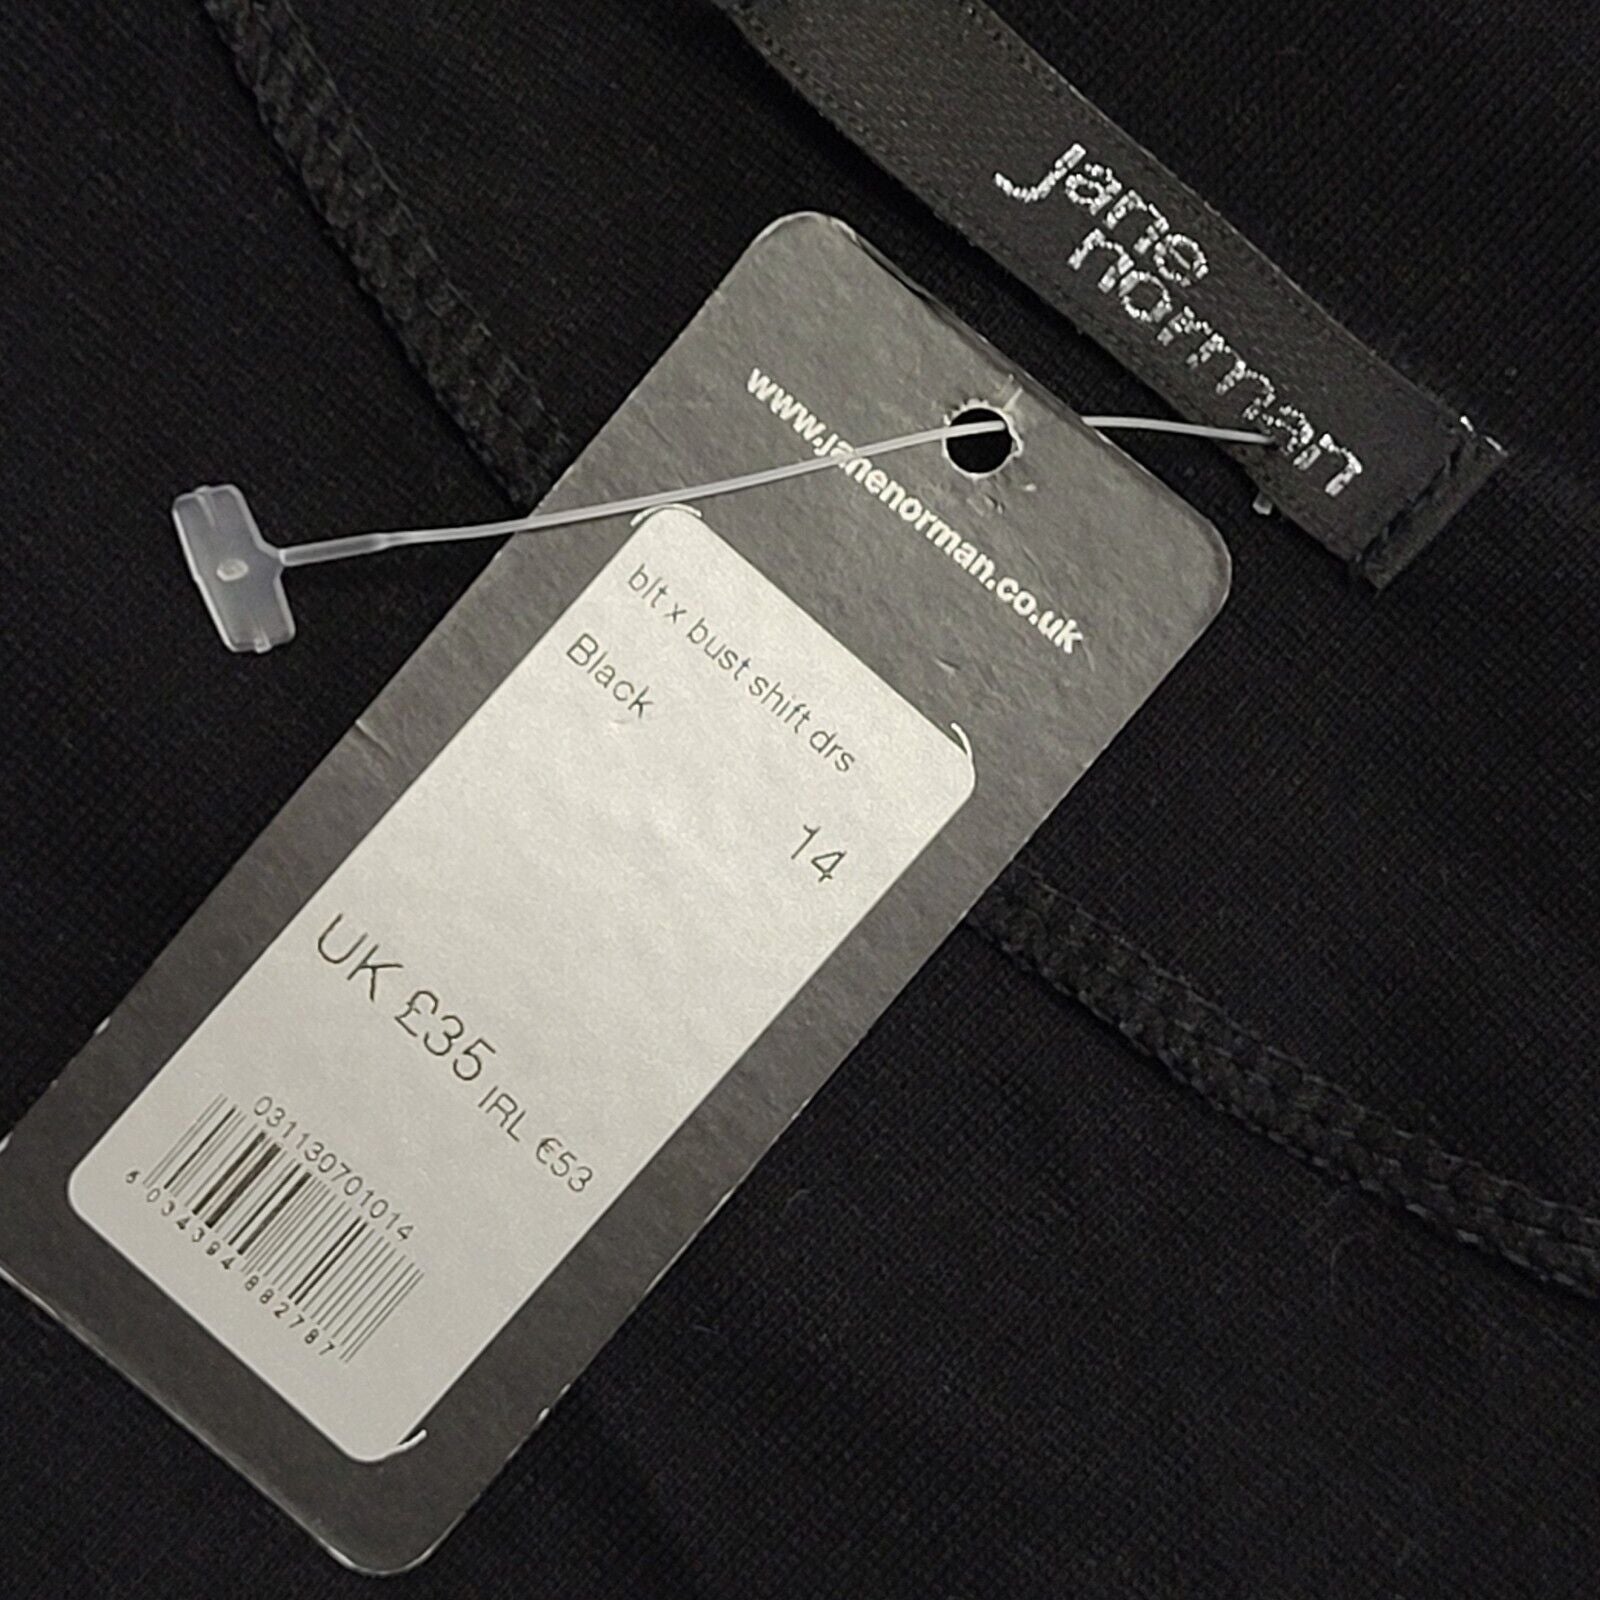 jane
norman
www.janenorman.co.uk
blt x bust shift drs
Black
14
UK £35 IRL €53
031130701014
5034394882787